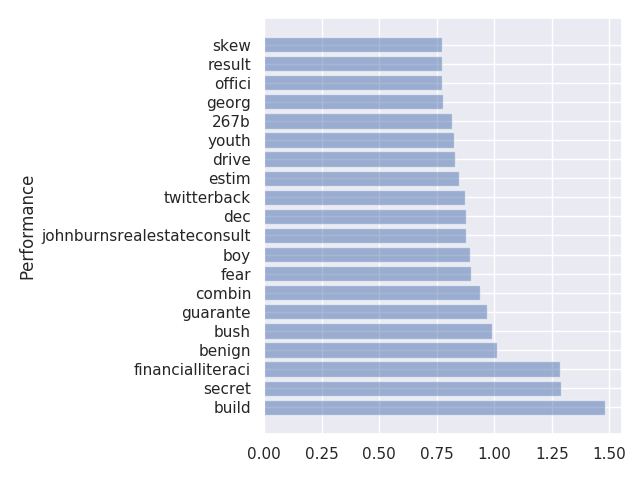 skew
result
offici
georg
267b
youth
drive
estim
twitterback
dec
johnburnsrealestateconsult
boy
fear
combin
guarante
bush
benign
financialliteraci
secret
build
Performance
0.00 0.25 0.50 0.75 1.00 1.25 1.50